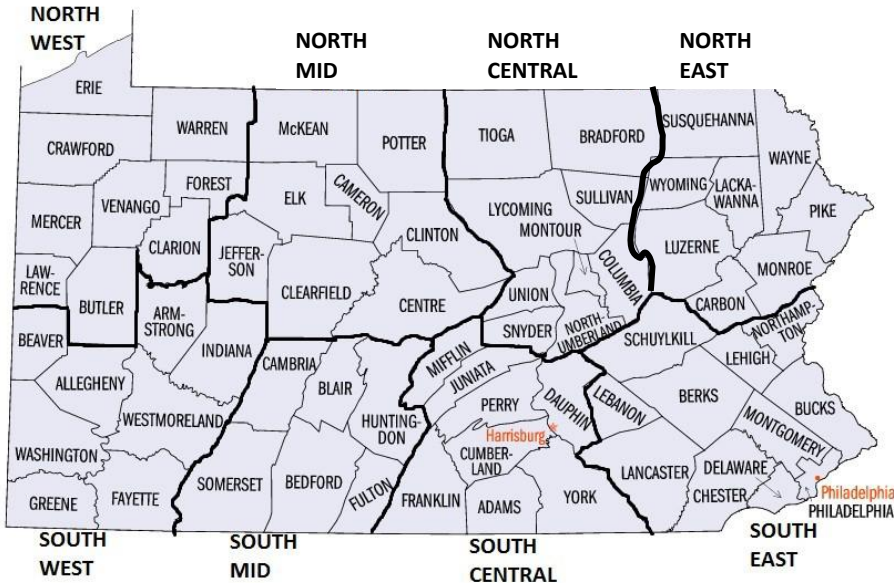 NORTH
WEST
NORTH
MID
NORTH
CENTRAL
NORTH
EAST
ERIE
CRAWFORD
WARREN
McKEAN
POTTER
TIOGA
BRADFORD
SUSQUEHANNA
WAYNE
MERCER
VENANGO
FOREST
ELK
CAMERON
CLINTON
LYCOMING
SULLIVAN
WYOMING
LACKA-
WANNA
PIKE
LAW-
RENCE
BUTLER
CLARION
JEFFER-
SON
CLEARFIELD
CENTRE
MONTOUR
UNION
COLUMBIA
LUZERNE
MONROE
CARBON
BEAVER
ARM-
STRONG
INDIANA
SNYDER
NORTH-
UMBERLAND
SCHUYLKILL
NORTHAMP-
TON
LEHIGH
ALLEGHENY
CAMBRIA
BLAIR
MIFFLIN
JUNIATA
PERRY
DAUPHIN
LEBANON
BERKS
BUCKS
WESTMORELAND
HUNTING-
DON
Harrisburg
CUMBER-
LAND
MONTGOMERY
WASHINGTON
GREENE
FAYETTE
SOMERSET
BEDFORD
FULTON
FRANKLIN
ADAMS
YORK
LANCASTER
DELAWARE
CHESTER
Philadelphia
PHILADELPHIA
SOUTH
WEST
SOUTH
MID
SOUTH
CENTRAL
SOUTH
EAST